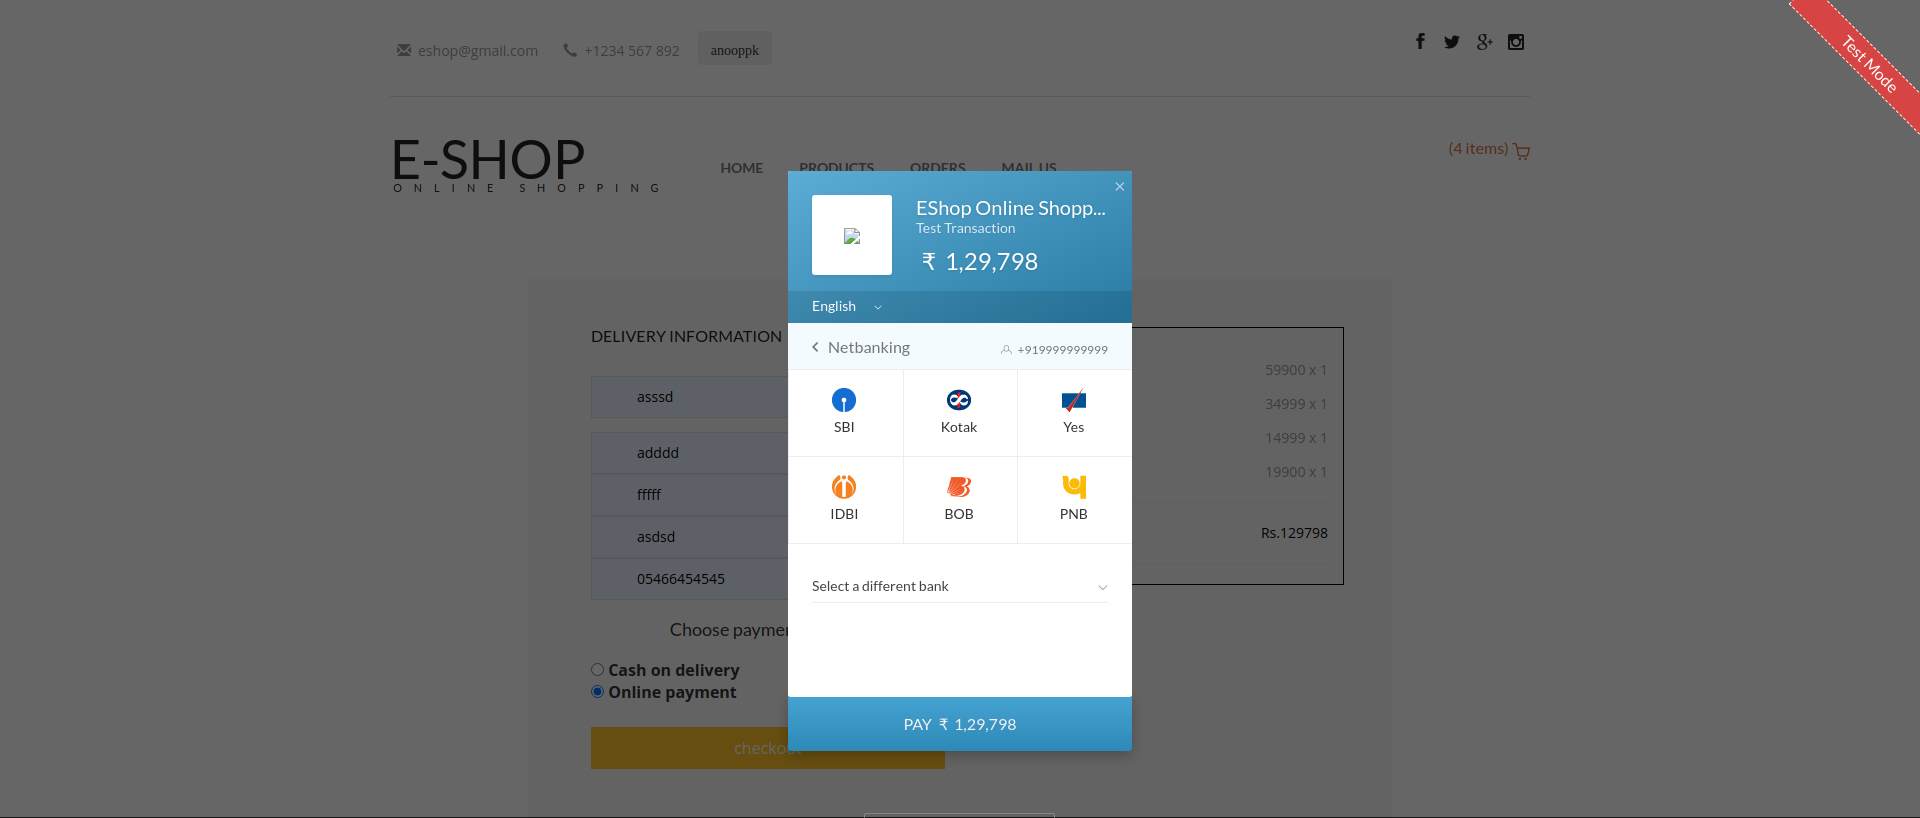 eshop@gmail.com +1234 567 892 anooppk
Test Mode
E-SHOP
ONLINE SHOPPING
HOME PRODUCTS ORDERS MAIL US
(4 items)
EShop Online Shopp...
Test Transaction
₹ 1,29,798
English
Netbanking +919999999999
SBI Kotak Yes
IDBI BOB PNB
Select a different bank
PAY ₹ 1,29,798
DELIVERY INFORMATION
asssd
adddd
fffff
asdsd
05466454545
Choose paymen
Cash on delivery
Online payment
checkout
59900 x 1
34999 x 1
14999 x 1
19900 x 1
Rs.129798